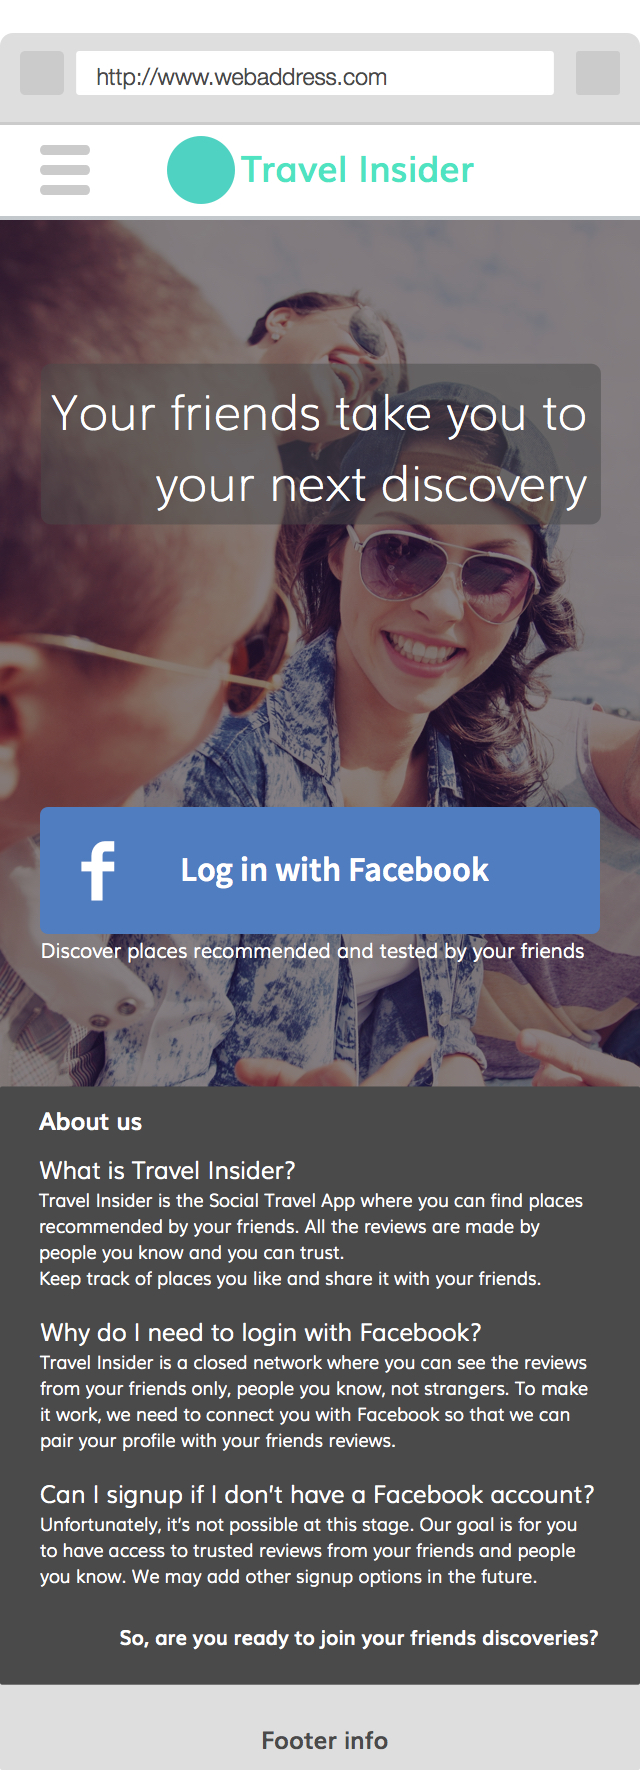 http://www.webaddress.com
Travel Insider
Your friends take you to
your next discovery
f
Log in with Facebook
Discover places recommended and tested by your friends
About us
What is Travel Insider?
Travel Insider is the Social Travel App where you can find places
recommended by your friends. All the reviews are made by
people you know and you can trust.
Keep track of places you like and share it with your friends.
Why do I need to login with Facebook?
Travel Insider is a closed network where you can see the reviews
from your friends only, people you know, not strangers. To make
it work, we need to connect you with Facebook so that we can
pair your profile with your friends reviews.
Can I signup if I don't have a Facebook account?
Unfortunately, it's not possible at this stage. Our goal is for you
to have access to trusted reviews from your friends and people
you know. We may add other signup options in the future.
So, are you ready to join your friends discoveries?
Footer info